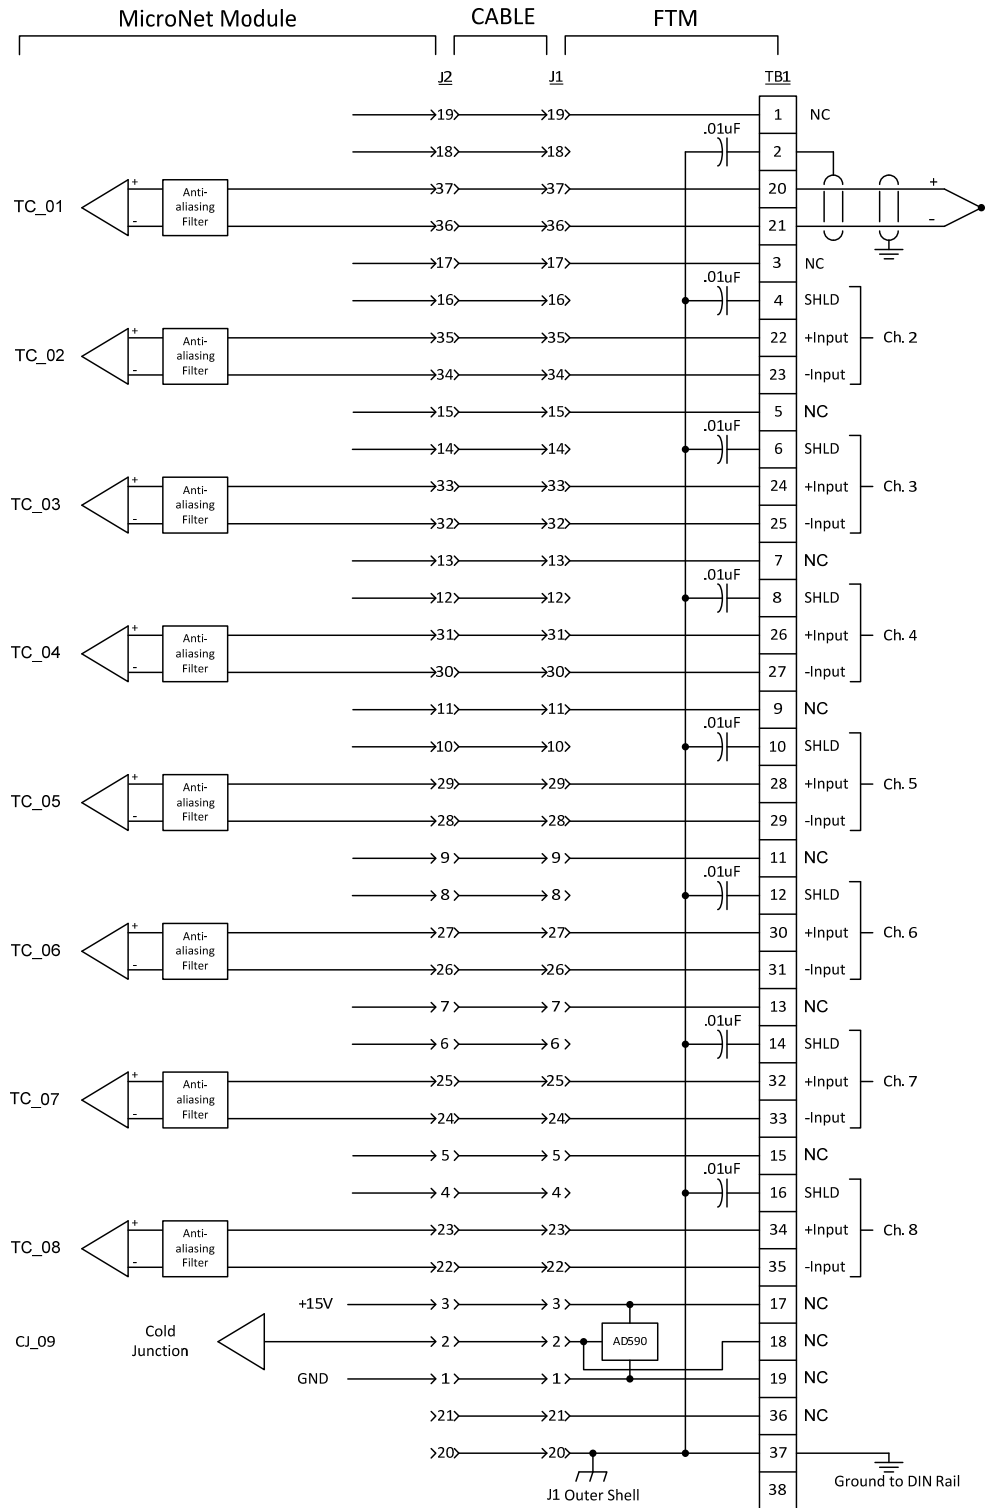 MicroNet Module CABLE FTM
J2 J1 TB1
19 19 1 NC
18 18 .01uF 2
TC_01 + Anti-aliasing Filter 37 37 20 +
- 36 36 21 -
17 17 3 NC
16 16 .01uF 4 SHLD
TC_02 + Anti-aliasing Filter 35 35 22 +Input Ch. 2
- 34 34 23 -Input
15 15 5 NC
14 14 .01uF 6 SHLD
TC_03 + Anti-aliasing Filter 33 33 24 +Input Ch. 3
- 32 32 25 -Input
13 13 7 NC
12 12 .01uF 8 SHLD
TC_04 + Anti-aliasing Filter 31 31 26 +Input Ch. 4
- 30 30 27 -Input
11 11 9 NC
10 10 .01uF 10 SHLD
TC_05 + Anti-aliasing Filter 29 29 28 +Input Ch. 5
- 28 28 29 -Input
9 9 11 NC
8 8 .01uF 12 SHLD
TC_06 + Anti-aliasing Filter 27 27 30 +Input Ch. 6
- 26 26 31 -Input
7 7 13 NC
6 6 .01uF 14 SHLD
TC_07 + Anti-aliasing Filter 25 25 32 +Input Ch. 7
- 24 24 33 -Input
5 5 15 NC
4 4 .01uF 16 SHLD
TC_08 + Anti-aliasing Filter 23 23 34 +Input Ch. 8
- 22 22 35 -Input
+15V 3 3 17 NC
CJ_09 Cold Junction 2 2 AD590 18 NC
GND 1 1 19 NC
21 21 36 NC
20 20 37
J1 Outer Shell 38 Ground to DIN Rail